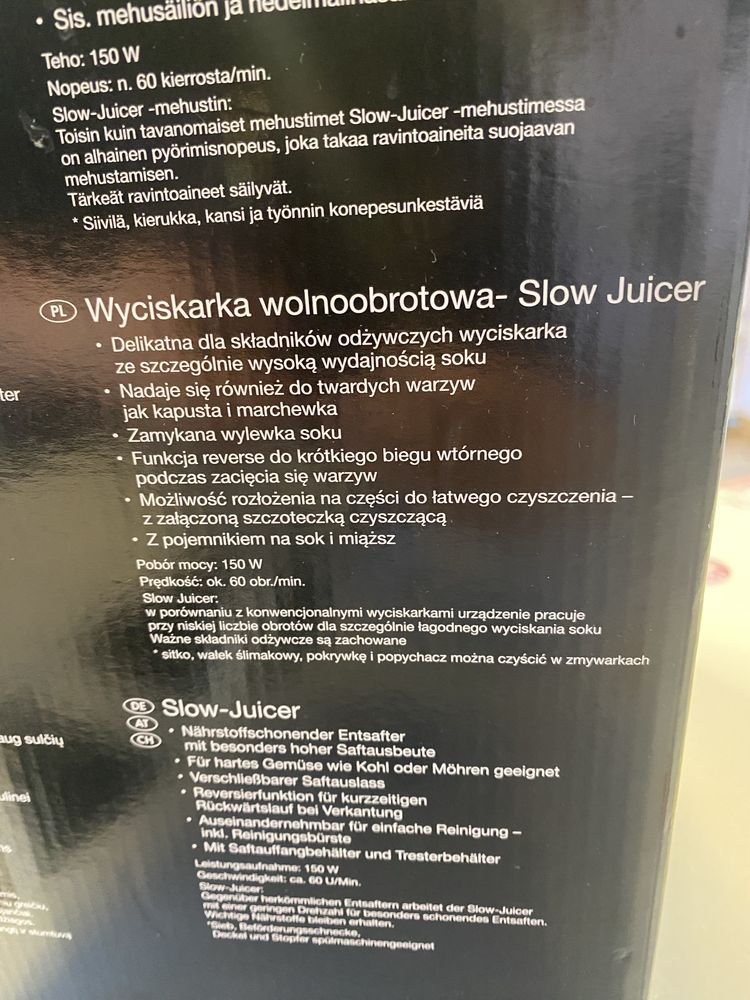 • Sis. mehusäiliön ja
Teho: 150 W
Nopeus: n. 60 kierrosta/min.
Slow-Juicer -mehustin:
Toisin kuin tavanomaiset mehustimet Slow-Juicer -mehustimessa
on alhainen pyörimisnopeus, joka takaa ravintoaineita suojaavan
mehustamisen.
Tärkeät ravintoaineet säilyvät.
* Siivilä, kierukka, kansi ja työnnin konepesunkestäviä
PL Wyciskarka wolnoobrotowa- Slow Juicer
• Delikatna dla składników odżywczych wyciskarka
ze szczególnie wysoką wydajnością soku
• Nadaje się również do twardych warzyw
jak kapusta i marchewka
• Zamykana wylewka soku
• Funkcja reverse do krótkiego biegu wtórnego
podczas zacięcia się warzyw
• Możliwość rozłożenia na części do łatwego czyszczenia –
z załączoną szczoteczką czyszczącą
• Z pojemnikiem na sok i miąższ
Pobór mocy: 150 W
Prędkość: ok. 60 obr./min.
Slow Juicer:
w porównaniu z konwencjonalnymi wyciskarkami urządzenie pracuje
przy niskiej liczbie obrotów dla szczególnie łagodnego wyciskania soku
Ważne składniki odżywcze są zachowane
* sitko, wałek ślimakowy, pokrywkę i popychacz można czyścić w zmywarkach
DE AT CH Slow-Juicer
• Nährstoffschonender Entsafter
mit besonders hoher Saftausbeute
• Für hartes Gemüse wie Kohl oder Möhren geeignet
• Verschließbarer Saftauslass
• Reversierfunktion für kurzzeitigen
Rückwärtslauf bei Verkantung
• Auseinandernehmbar für einfache Reinigung –
inkl. Reinigungsbürste
• Mit Saftauffangbehälter und Tresterbehälter
Leistungsaufnahme: 150 W
Geschwindigkeit: ca. 60 U/Min.
Slow-Juicer:
Gegenüber herkömmlichen Entsaftern arbeitet der Slow-Juicer
mit einer geringen Drehzahl für besonders schonendes Entsaften.
Wichtige Nährstoffe bleiben erhalten.
*Sieb, Beförderungsschnecke,
Deckel und Stopfer spülmaschinengeeignet
ter
sulčių